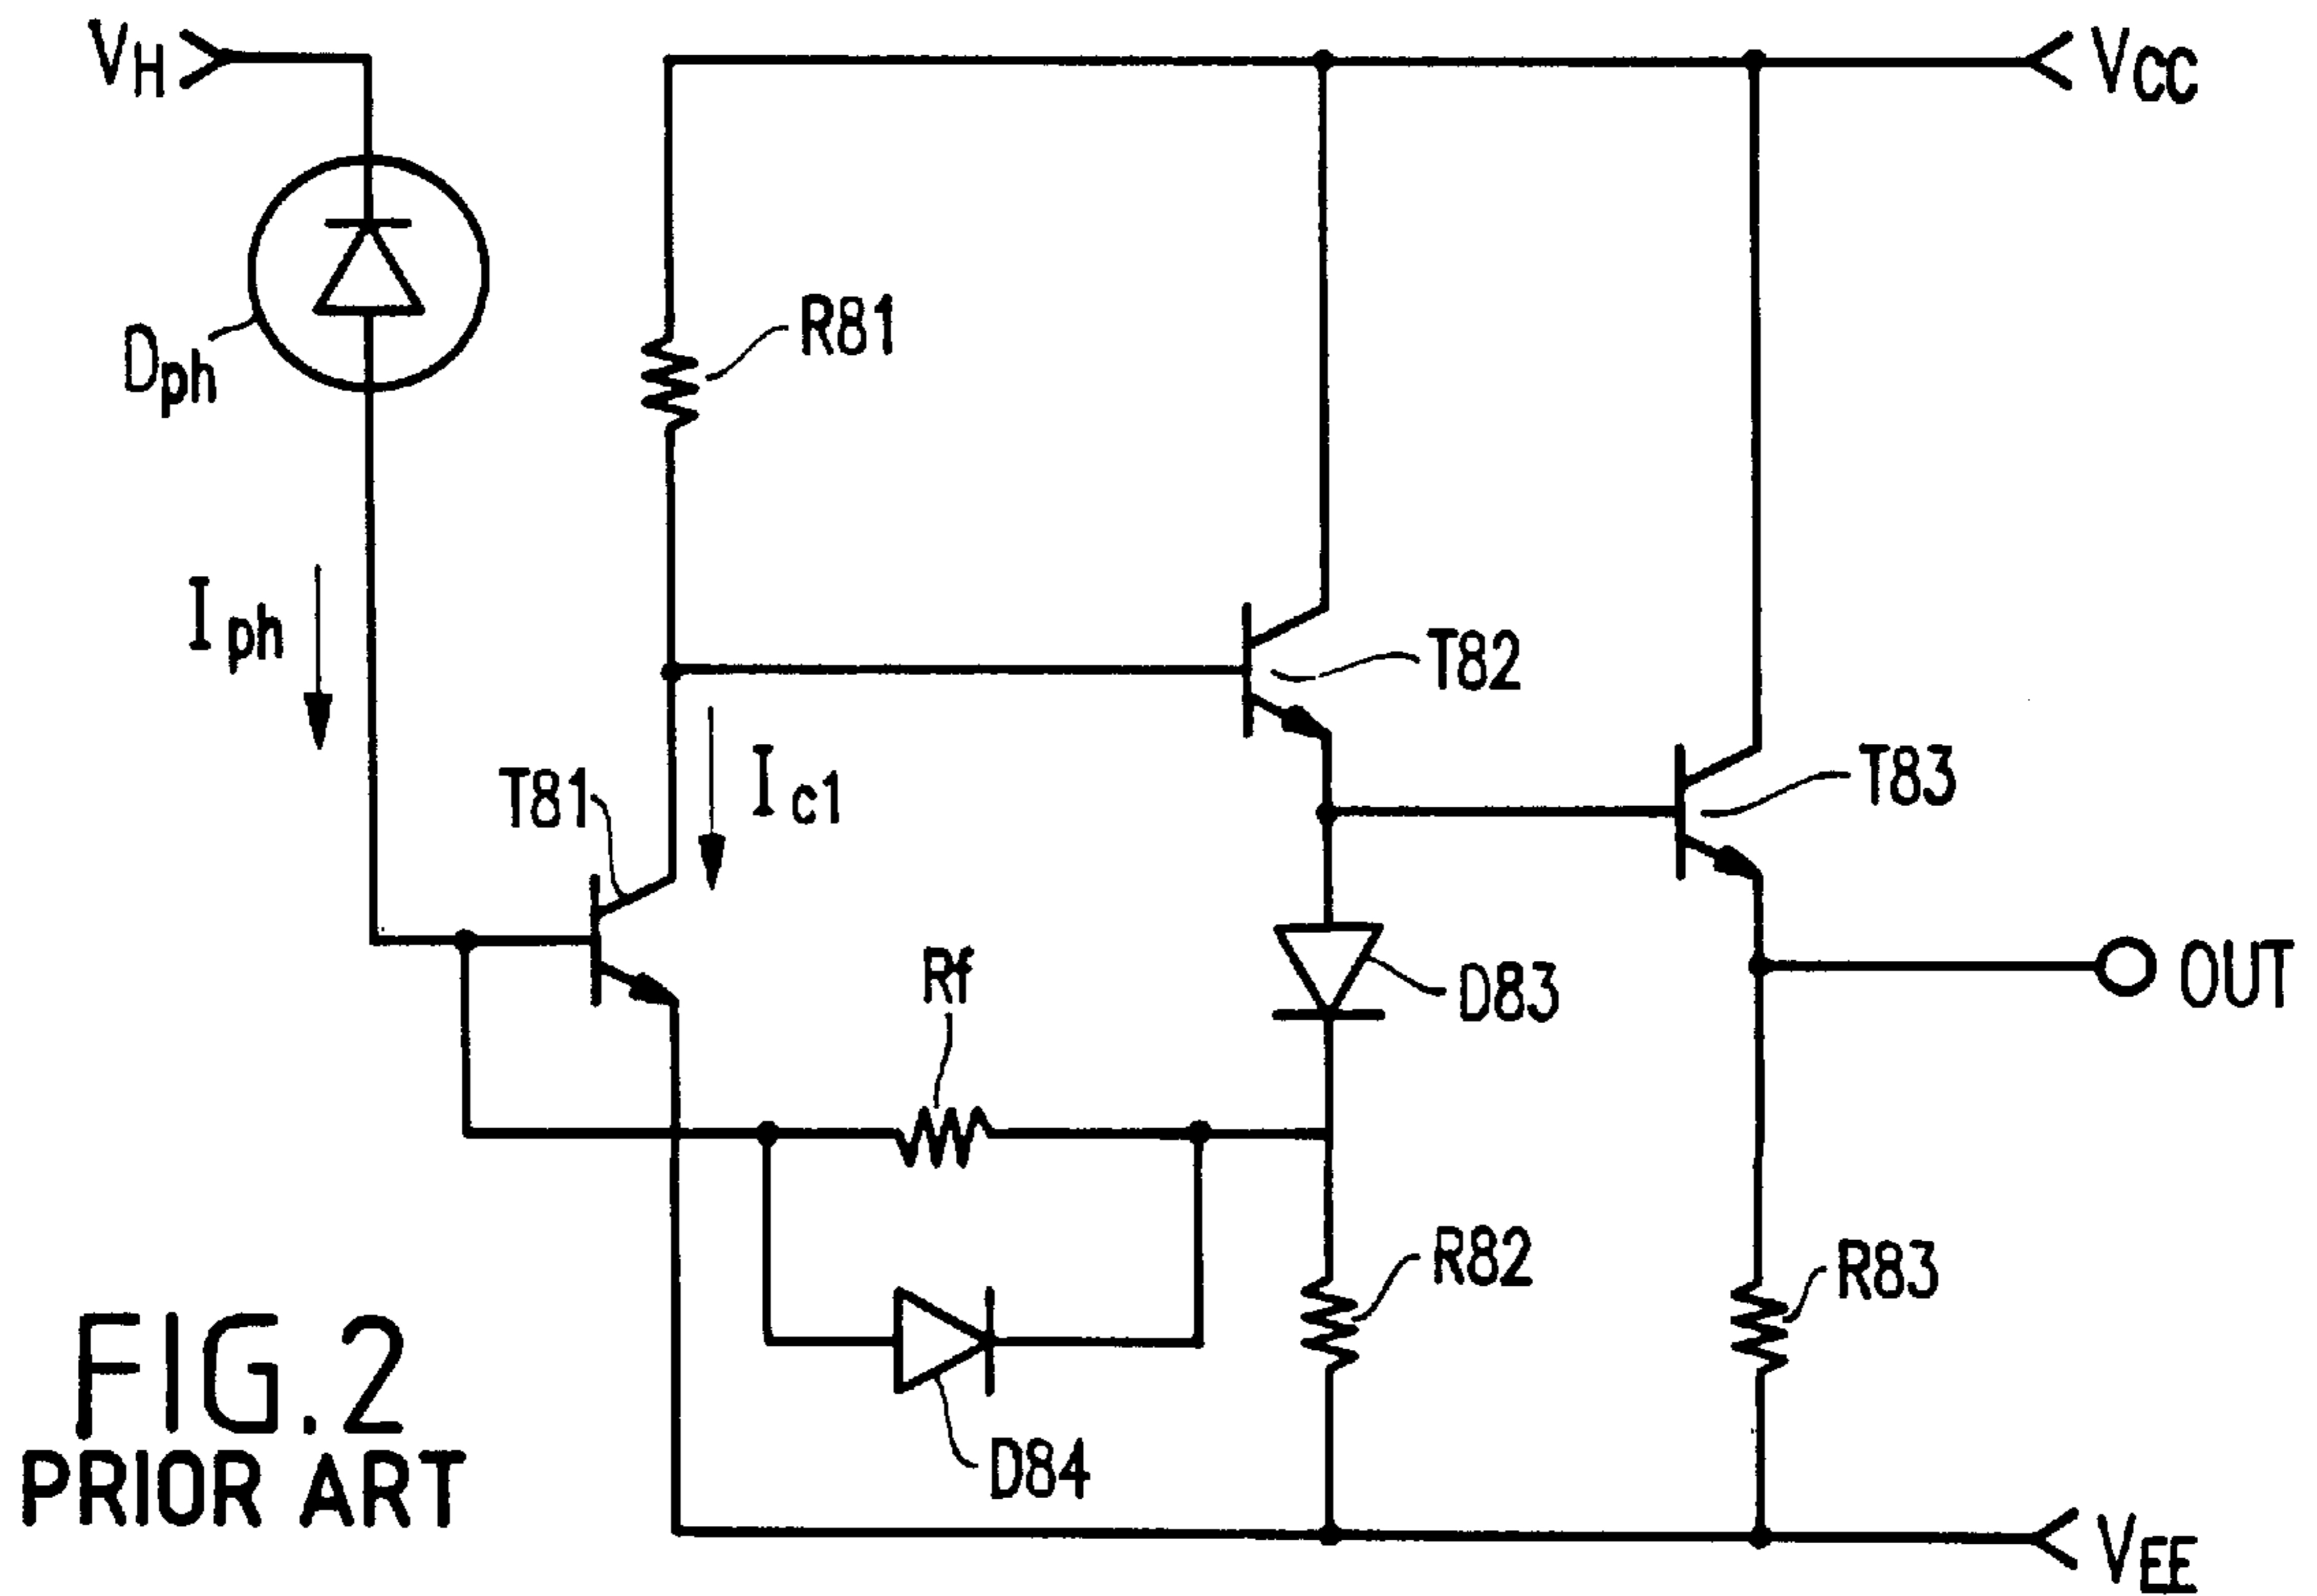 VH
VCC
Dph
R81
Iph
T82
T81
Ic1
T83
Rf
D83
OUT
R82
R83
D84
FIG.2
PRIOR ART
VEE